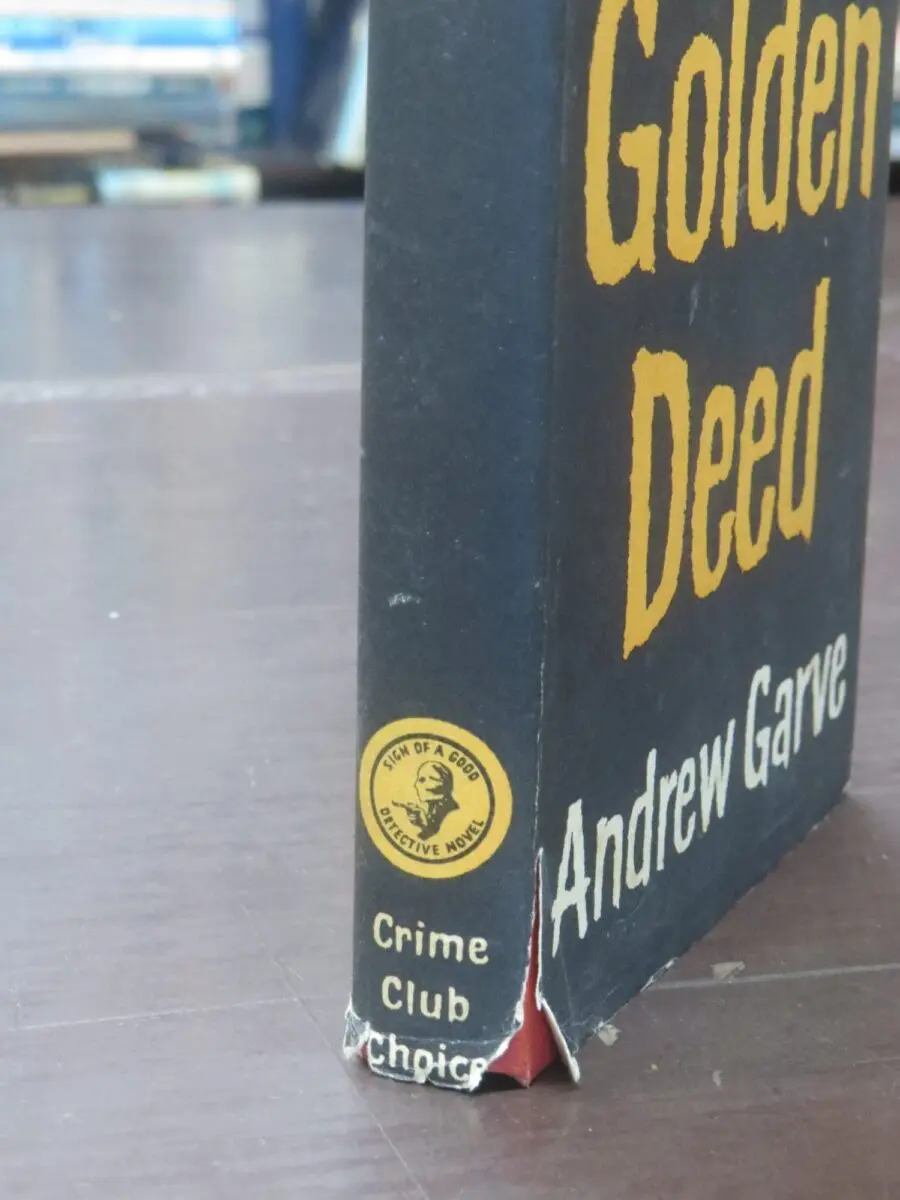 Golden
Deed
Andrew Garve
SIGN OF A GOOD
DETECTIVE NOVEL
Crime
Club
Choice